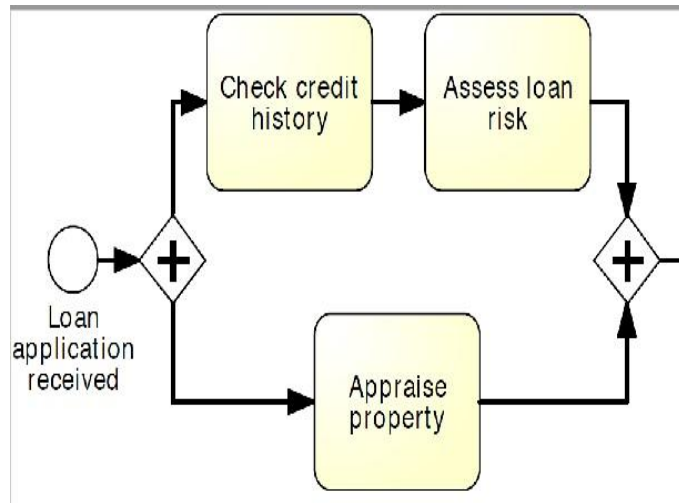 Check credit
history
Assess loan
risk
Loan
application
received
Appraise
property